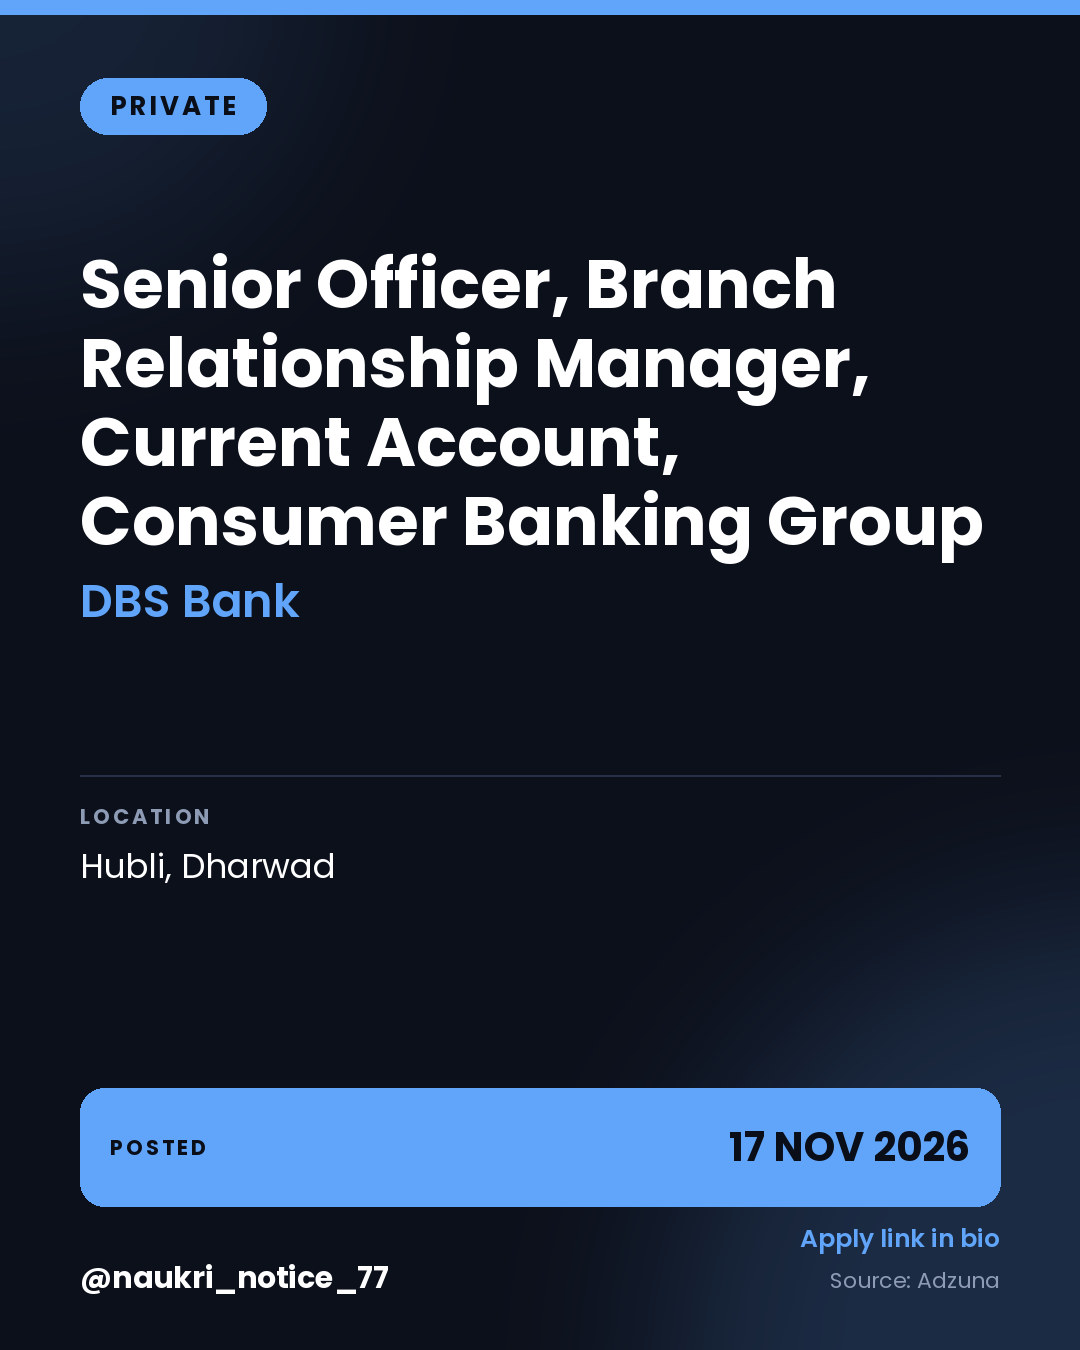 PRIVATE
Senior Officer, Branch
Relationship Manager,
Current Account,
Consumer Banking Group
DBS Bank
LOCATION
Hubli, Dharwad
POSTED
17 NOV 2026
Apply link in bio
@naukri_notice_77
Source: Adzuna